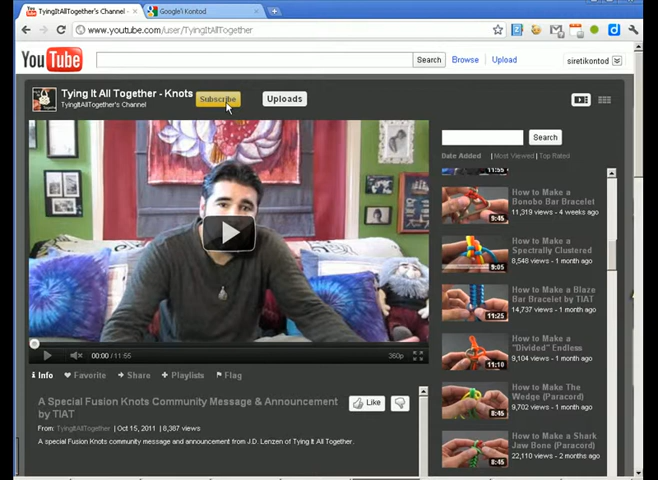 TyingItAllTogether's Channel -
Google'i Kontod
www.youtube.com/user/TyingItAllTogether
YouTube
Search
Browse
Upload
siretikontod
Tying It All Together - Knots
TyingItAllTogether's Channel
Subscribe
Uploads
Search
Date Added | Most Viewed | Top Rated
11:55
How to Make a
Bonobo Bar Bracelet
11,319 views - 4 weeks ago
9:45
How to Make a
Spectrally Clustered
8,548 views - 1 month ago
9:05
How to Make a Blaze
Bar Bracelet by TIAT
14,737 views - 1 month ago
11:25
How to Make a
"Divided" Endless
9,104 views - 1 month ago
11:10
How to Make The
Wedge (Paracord)
9,702 views - 1 month ago
8:45
How to Make a Shark
Jaw Bone (Paracord)
22,110 views - 2 months ago
8:45
00:00 / 11:55
360p
Info
Favorite
Share
Playlists
Flag
A Special Fusion Knots Community Message & Announcement
by TIAT
Like
From: TyingItAllTogether | Oct 15, 2011 | 8,387 views
A special Fusion Knots community message and announcement from J.D. Lenzen of Tying It All Together.